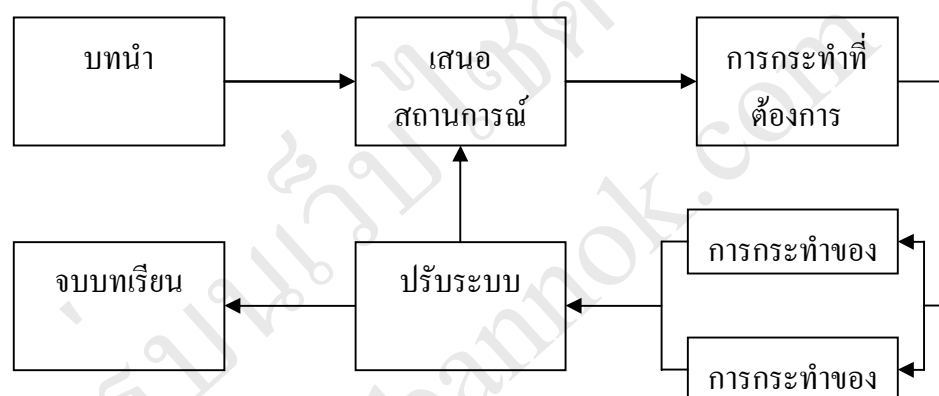 บทนำ
เสนอ
สถานการณ์
การกระทำที่
ต้องการ
จบบทเรียน
ปรับระบบ
การกระทำของ
การกระทำของ